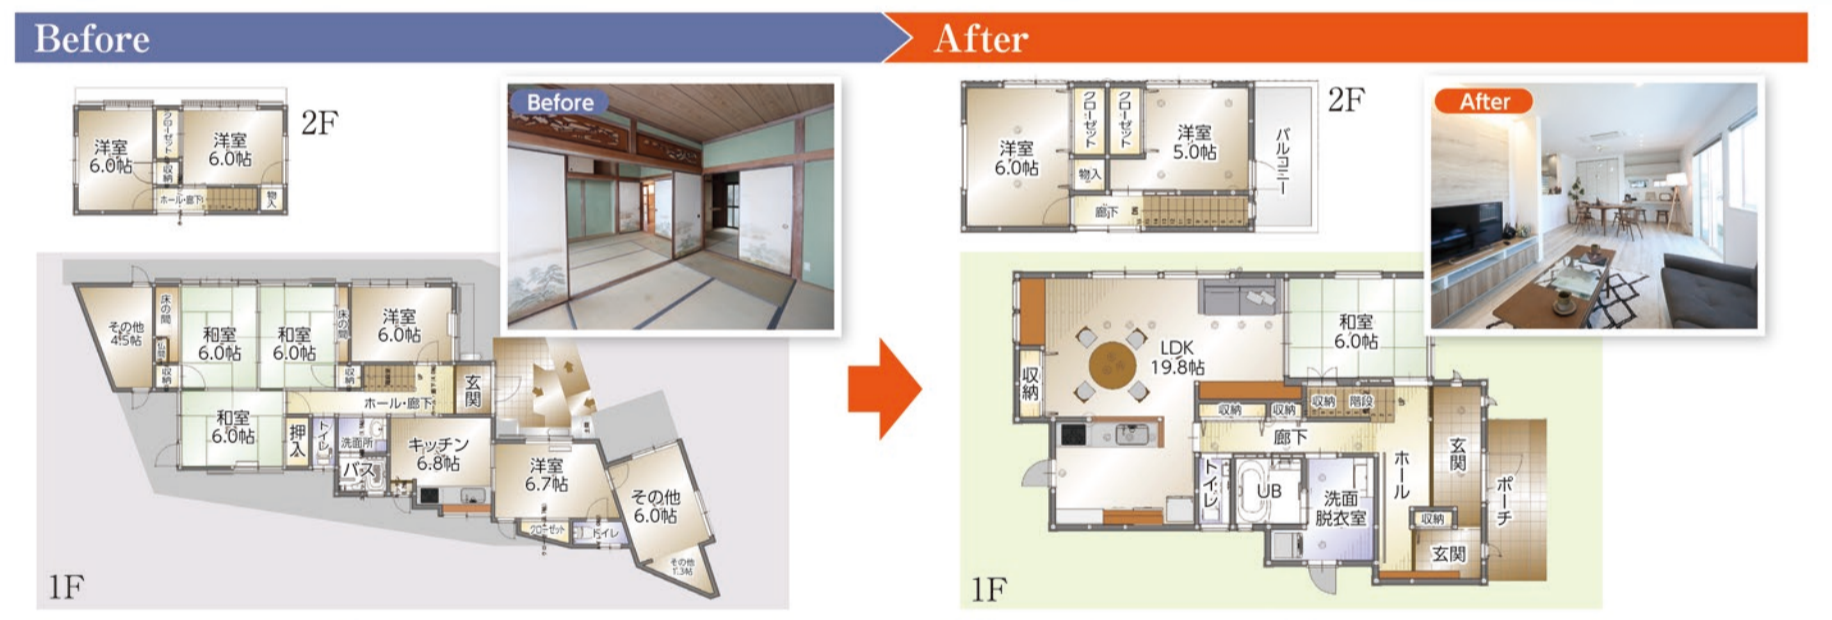 Before
After
洋室
6.0帖
クローゼット
収納
洋室
6.0帖
ホール・廊下
物入
2F
Before
その他
4.5帖
床の間
仏間
収納
和室
6.0帖
和室
6.0帖
床の間
収納
洋室
6.0帖
ホール・廊下
玄関
和室
6.0帖
押入
トイレ
洗面所
バス
キッチン
6.8帖
洋室
6.7帖
クローゼット
トイレ
その他
6.0帖
その他
1.3帖
1F
洋室
6.0帖
クローゼット
クローゼット
物入
洋室
5.0帖
廊下
バルコニー
2F
After
収納
LDK
19.8帖
和室
6.0帖
収納
収納
収納
階段
廊下
トイレ
UB
洗面
脱衣室
ホール
玄関
収納
玄関
ポーチ
1F